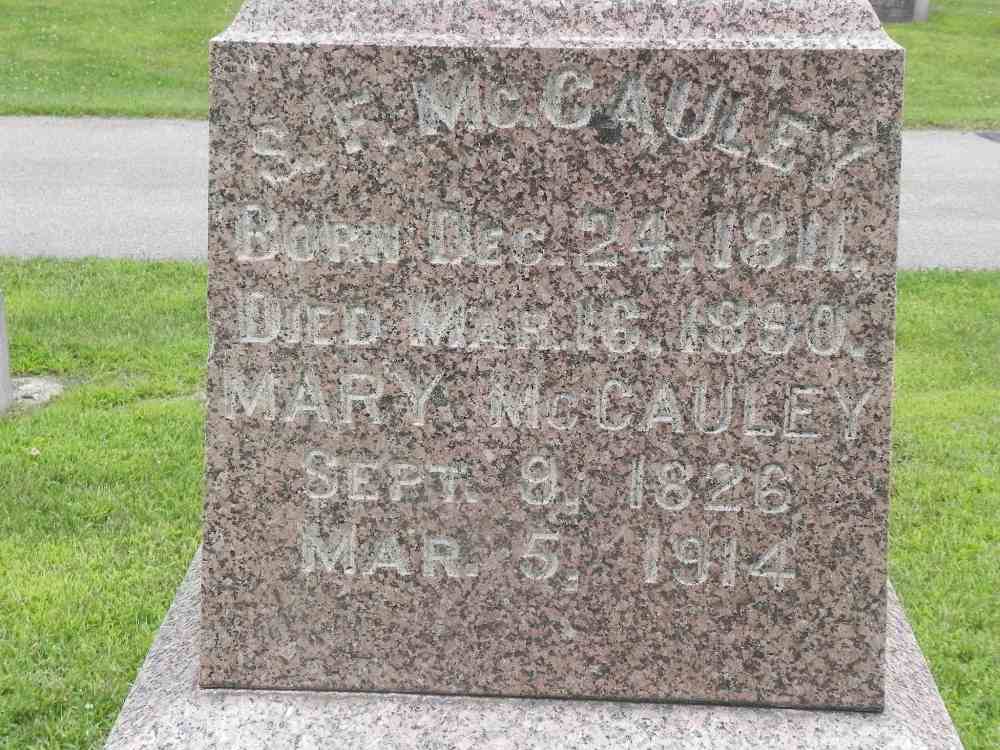 S. F. McCAULEY
BORN DEC. 24, 1811.
DIED MAR. 16, 1890.
MARY McCAULEY
SEPT. 9, 1826
MAR. 5, 1914